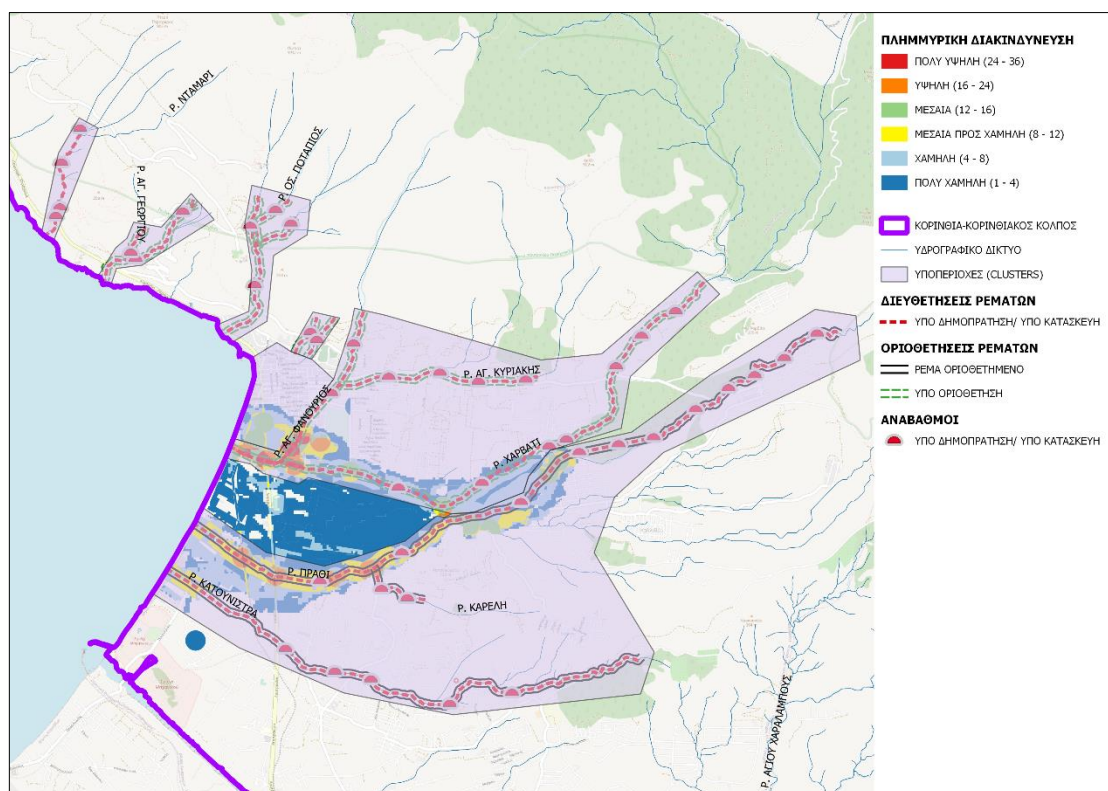 Ρ. ΝΤΑΜΑΡΙ
Ρ. ΑΓ. ΓΕΩΡΓΙΟΥ
Ρ. ΟΣ. ΠΟΤΑΠΙΟΣ
Ρ. ΑΓ. ΚΥΡΙΑΚΗΣ
Ρ. ΑΓ. ΦΑΝΟΥΡΙΟΣ
Ρ. ΧΑΡΒΑΤΙ
Ρ. ΠΡΑΘΙ
Ρ. ΚΑΤΟΥΝΙΣΤΡΑ
Ρ. ΚΑΡΕΛΗ
Ρ. ΑΓΙΟΥ ΧΑΡΑΛΑΜΠΟΥΣ
ΠΛΗΜΜΥΡΙΚΗ ΔΙΑΚΙΝΔΥΝΕΥΣΗ
ΠΟΛΥ ΥΨΗΛΗ (24 - 36)
ΥΨΗΛΗ (16 - 24)
ΜΕΣΑΙΑ (12 - 16)
ΜΕΣΑΙΑ ΠΡΟΣ ΧΑΜΗΛΗ (8 - 12)
ΧΑΜΗΛΗ (4 - 8)
ΠΟΛΥ ΧΑΜΗΛΗ (1 - 4)
ΚΟΡΙΝΘΙΑ-ΚΟΡΙΝΘΙΑΚΟΣ ΚΟΛΠΟΣ
ΥΔΡΟΓΡΑΦΙΚΟ ΔΙΚΤΥΟ
ΥΠΟΠΕΡΙΟΧΕΣ (CLUSTERS)
ΔΙΕΥΘΕΤΗΣΕΙΣ ΡΕΜΑΤΩΝ
ΥΠΟ ΔΗΜΟΠΡΑΤΗΣΗ/ ΥΠΟ ΚΑΤΑΣΚΕΥΗ
ΟΡΙΟΘΕΤΗΣΕΙΣ ΡΕΜΑΤΩΝ
ΡΕΜΑ ΟΡΙΟΘΕΤΗΜΕΝΟ
ΥΠΟ ΟΡΙΟΘΕΤΗΣΗ
ΑΝΑΒΑΘΜΟΙ
ΥΠΟ ΔΗΜΟΠΡΑΤΗΣΗ/ ΥΠΟ ΚΑΤΑΣΚΕΥΗ